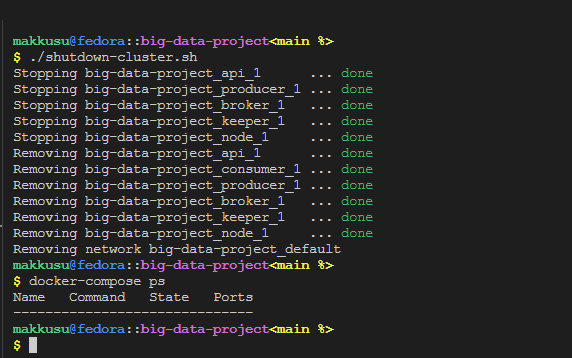 makkusu@fedora::big-data-project<main %>
$ ./shutdown-cluster.sh
Stopping big-data-project_api_1      ... done
Stopping big-data-project_producer_1 ... done
Stopping big-data-project_broker_1   ... done
Stopping big-data-project_keeper_1   ... done
Stopping big-data-project_node_1     ... done
Removing big-data-project_api_1      ... done
Removing big-data-project_consumer_1 ... done
Removing big-data-project_producer_1 ... done
Removing big-data-project_broker_1   ... done
Removing big-data-project_keeper_1   ... done
Removing big-data-project_node_1     ... done
Removing network big-data-project_default
makkusu@fedora::big-data-project<main %>
$ docker-compose ps
Name   Command   State   Ports
------------------------------
makkusu@fedora::big-data-project<main %>
$